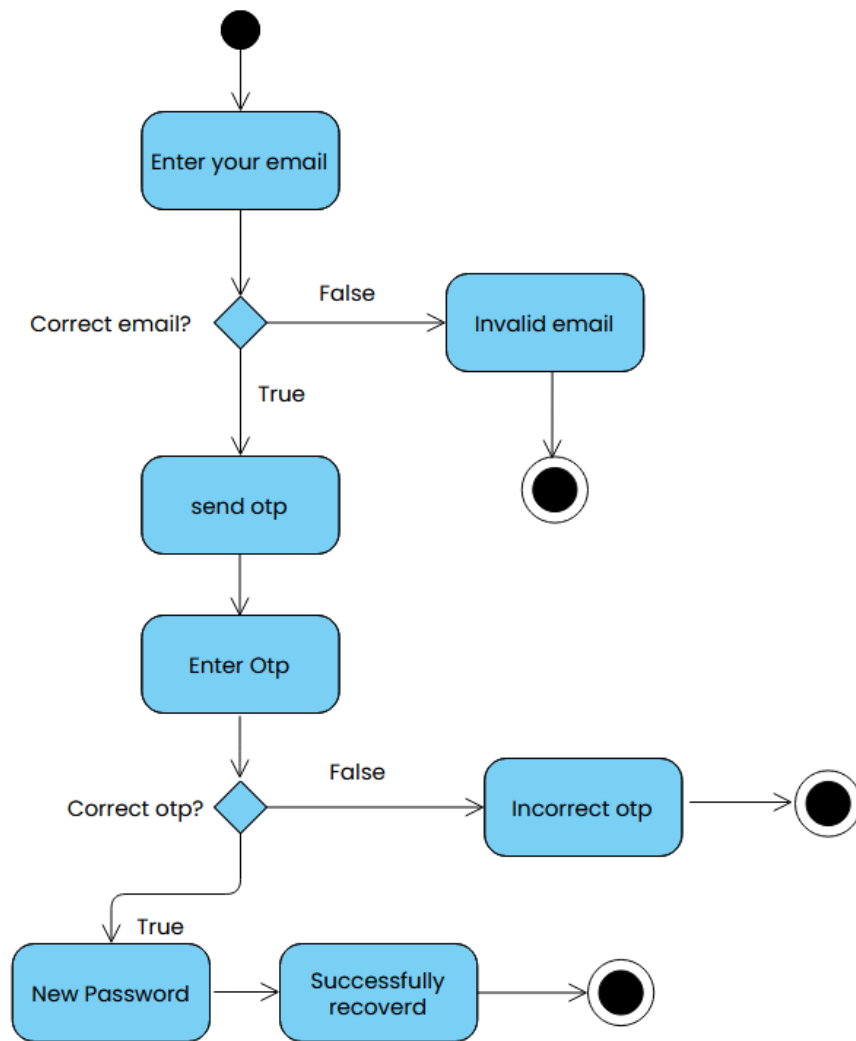 Enter your email
Correct email?
False
Invalid email
True
send otp
Enter Otp
Correct otp?
False
Incorrect otp
True
New Password
Successfully
recoverd